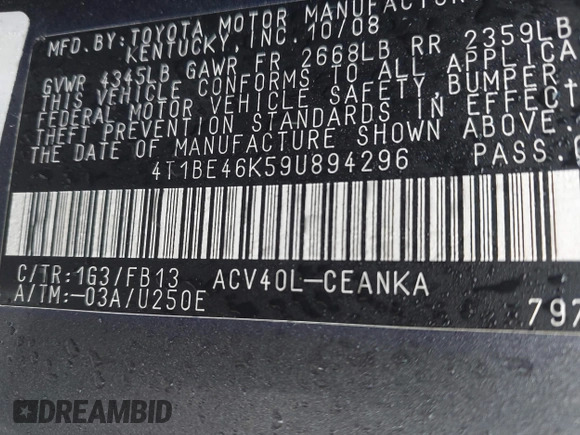 MFD. BY: TOYOTA MOTOR MANUFACTURING
KENTUCKY, INC. 10/08
GVWR 4345LB GAWR FR 2668LB RR 2359LB
THIS VEHICLE CONFORMS TO ALL APPLICA
FEDERAL MOTOR VEHICLE SAFETY, BUMPER,
THEFT PREVENTION STANDARDS IN EFFECT
THE DATE OF MANUFACTURE SHOWN ABOVE.
4T1BE46K59U894296 PASS.
C/TR:1G3/FB13 ACV40L-CEANKA
A/TM:-03A/U250E
797
DREAMBID